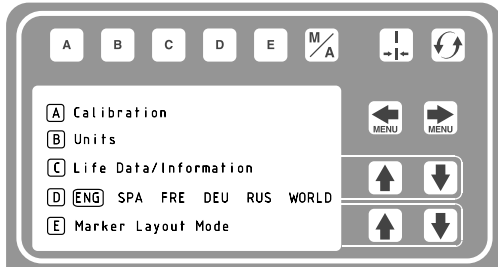 A B C D E M/A
A Calibration
MENU MENU
B Units
C Life Data/Information
D ENG SPA FRE DEU RUS WORLD
E Marker Layout Mode